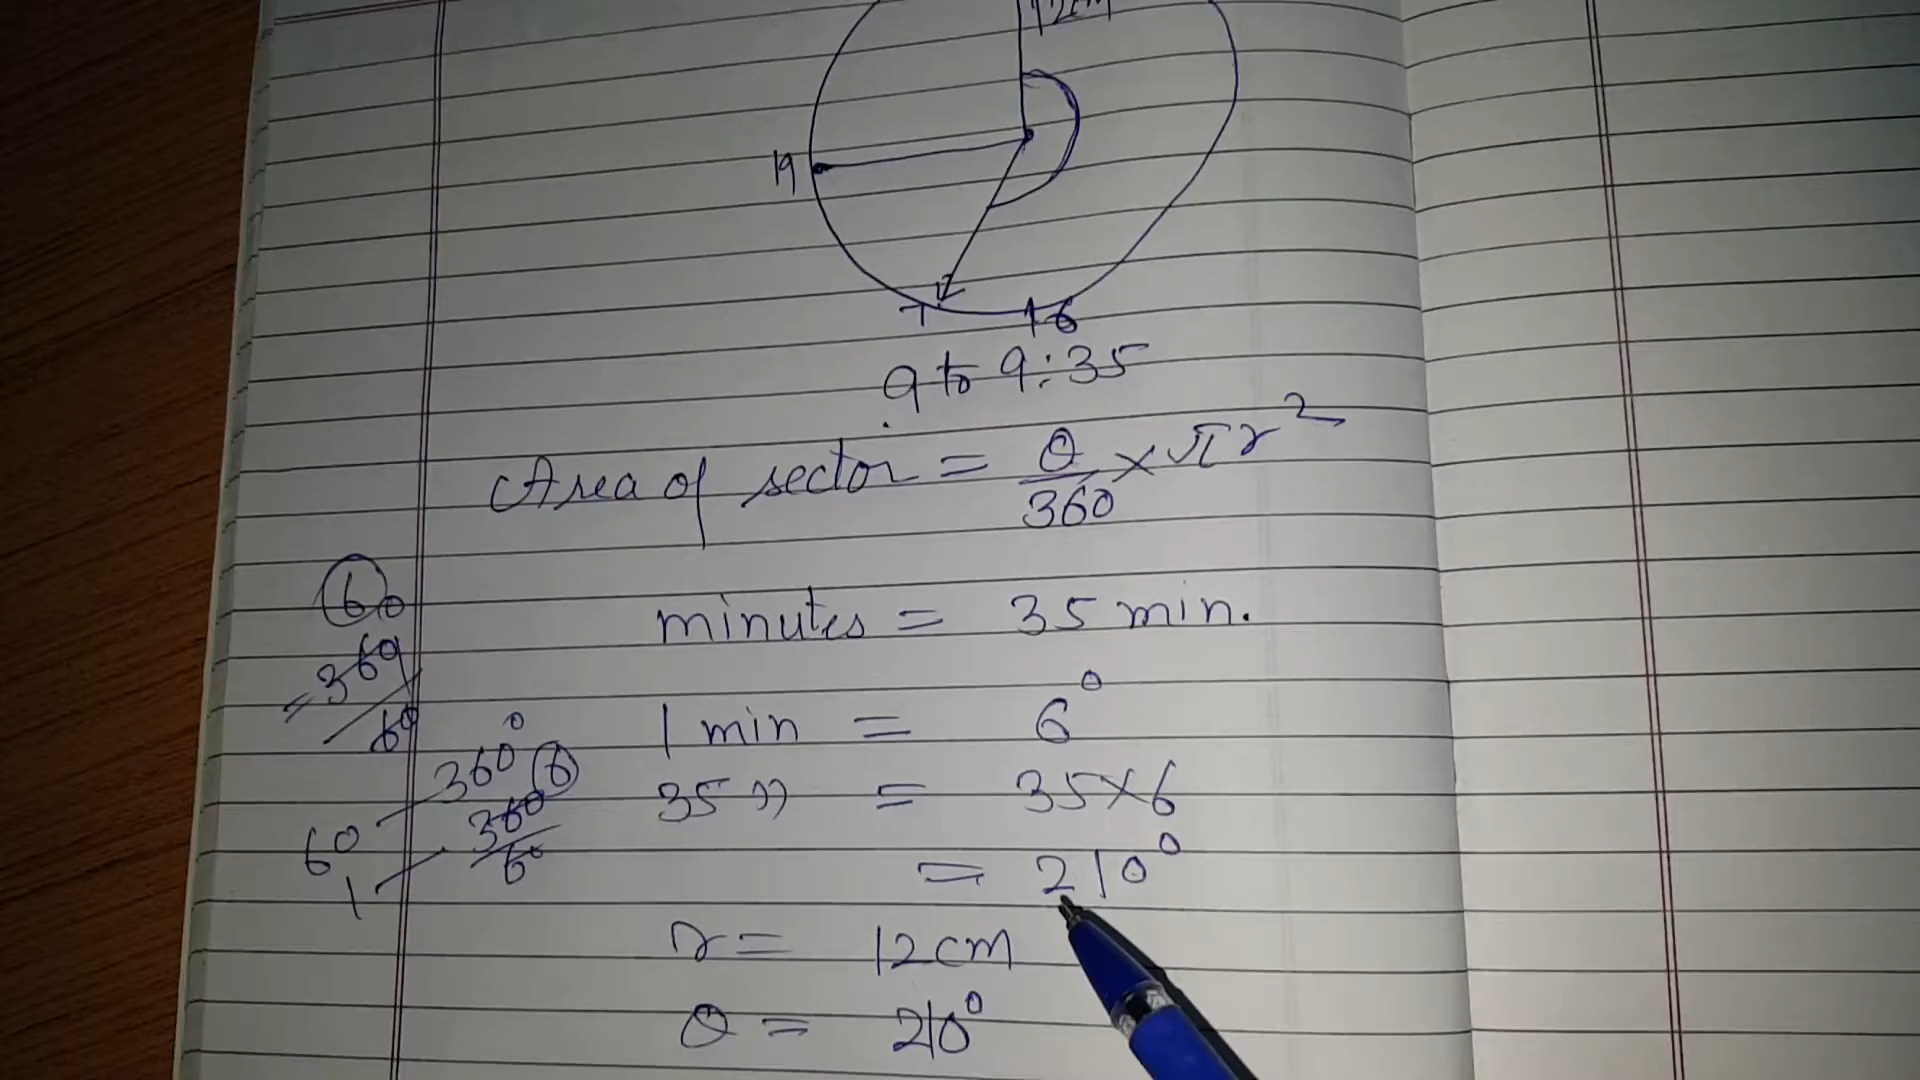 12cm
19
7 16
9 to 9:35
Area of sector = θ/360 × πr²
60
minutes = 35 min.
= 360/60
1 min = 6°
360° 6
35 " = 35×6
60 360/60
1
= 210°
r = 12cm
θ = 210°